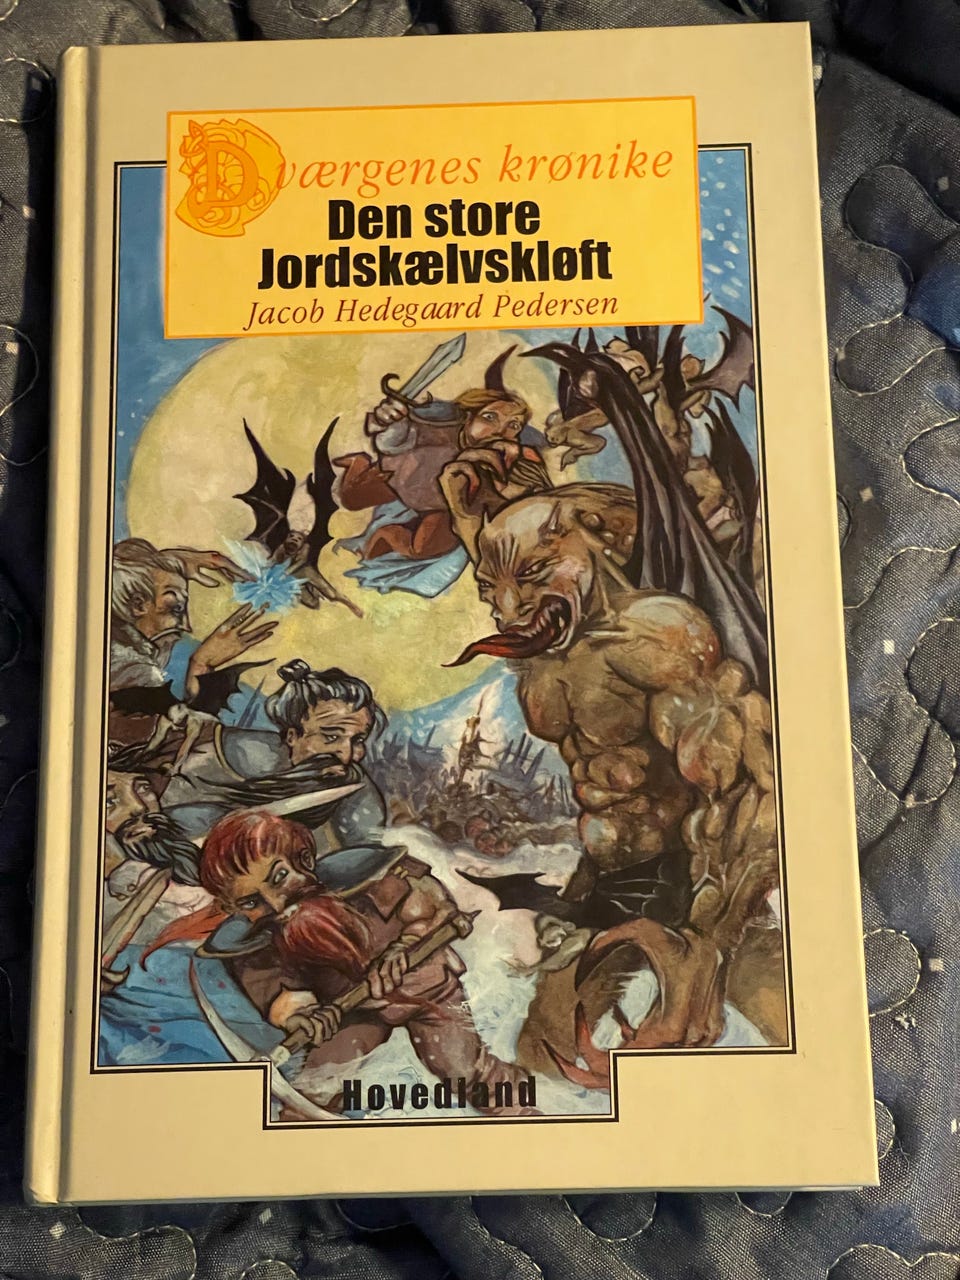 Dværgenes krønike
Den store
Jordskælvskløft
Jacob Hedegaard Pedersen
Hovedland